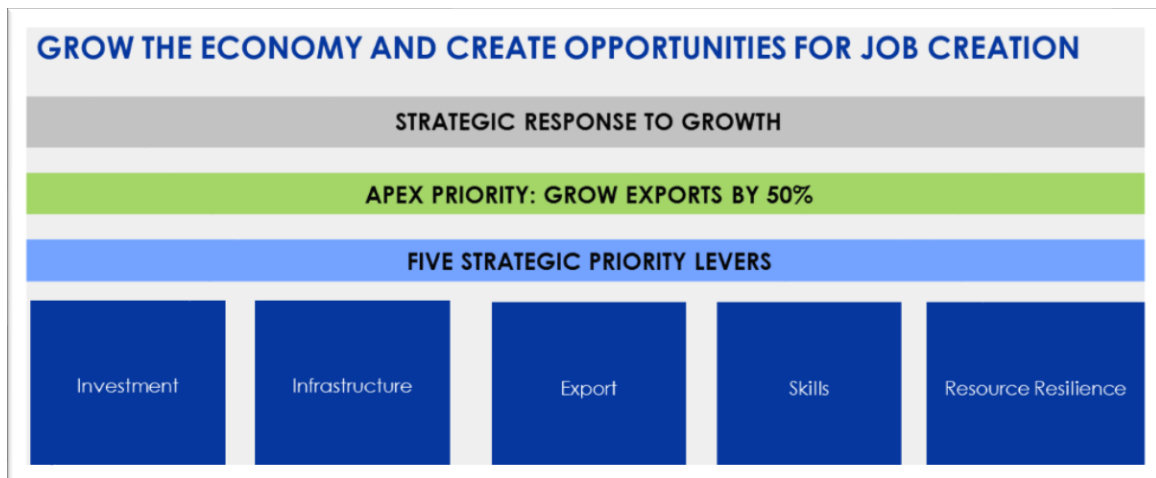 GROW THE ECONOMY AND CREATE OPPORTUNITIES FOR JOB CREATION
STRATEGIC RESPONSE TO GROWTH
APEX PRIORITY: GROW EXPORTS BY 50%
FIVE STRATEGIC PRIORITY LEVERS
Investment
Infrastructure
Export
Skills
Resource Resilience